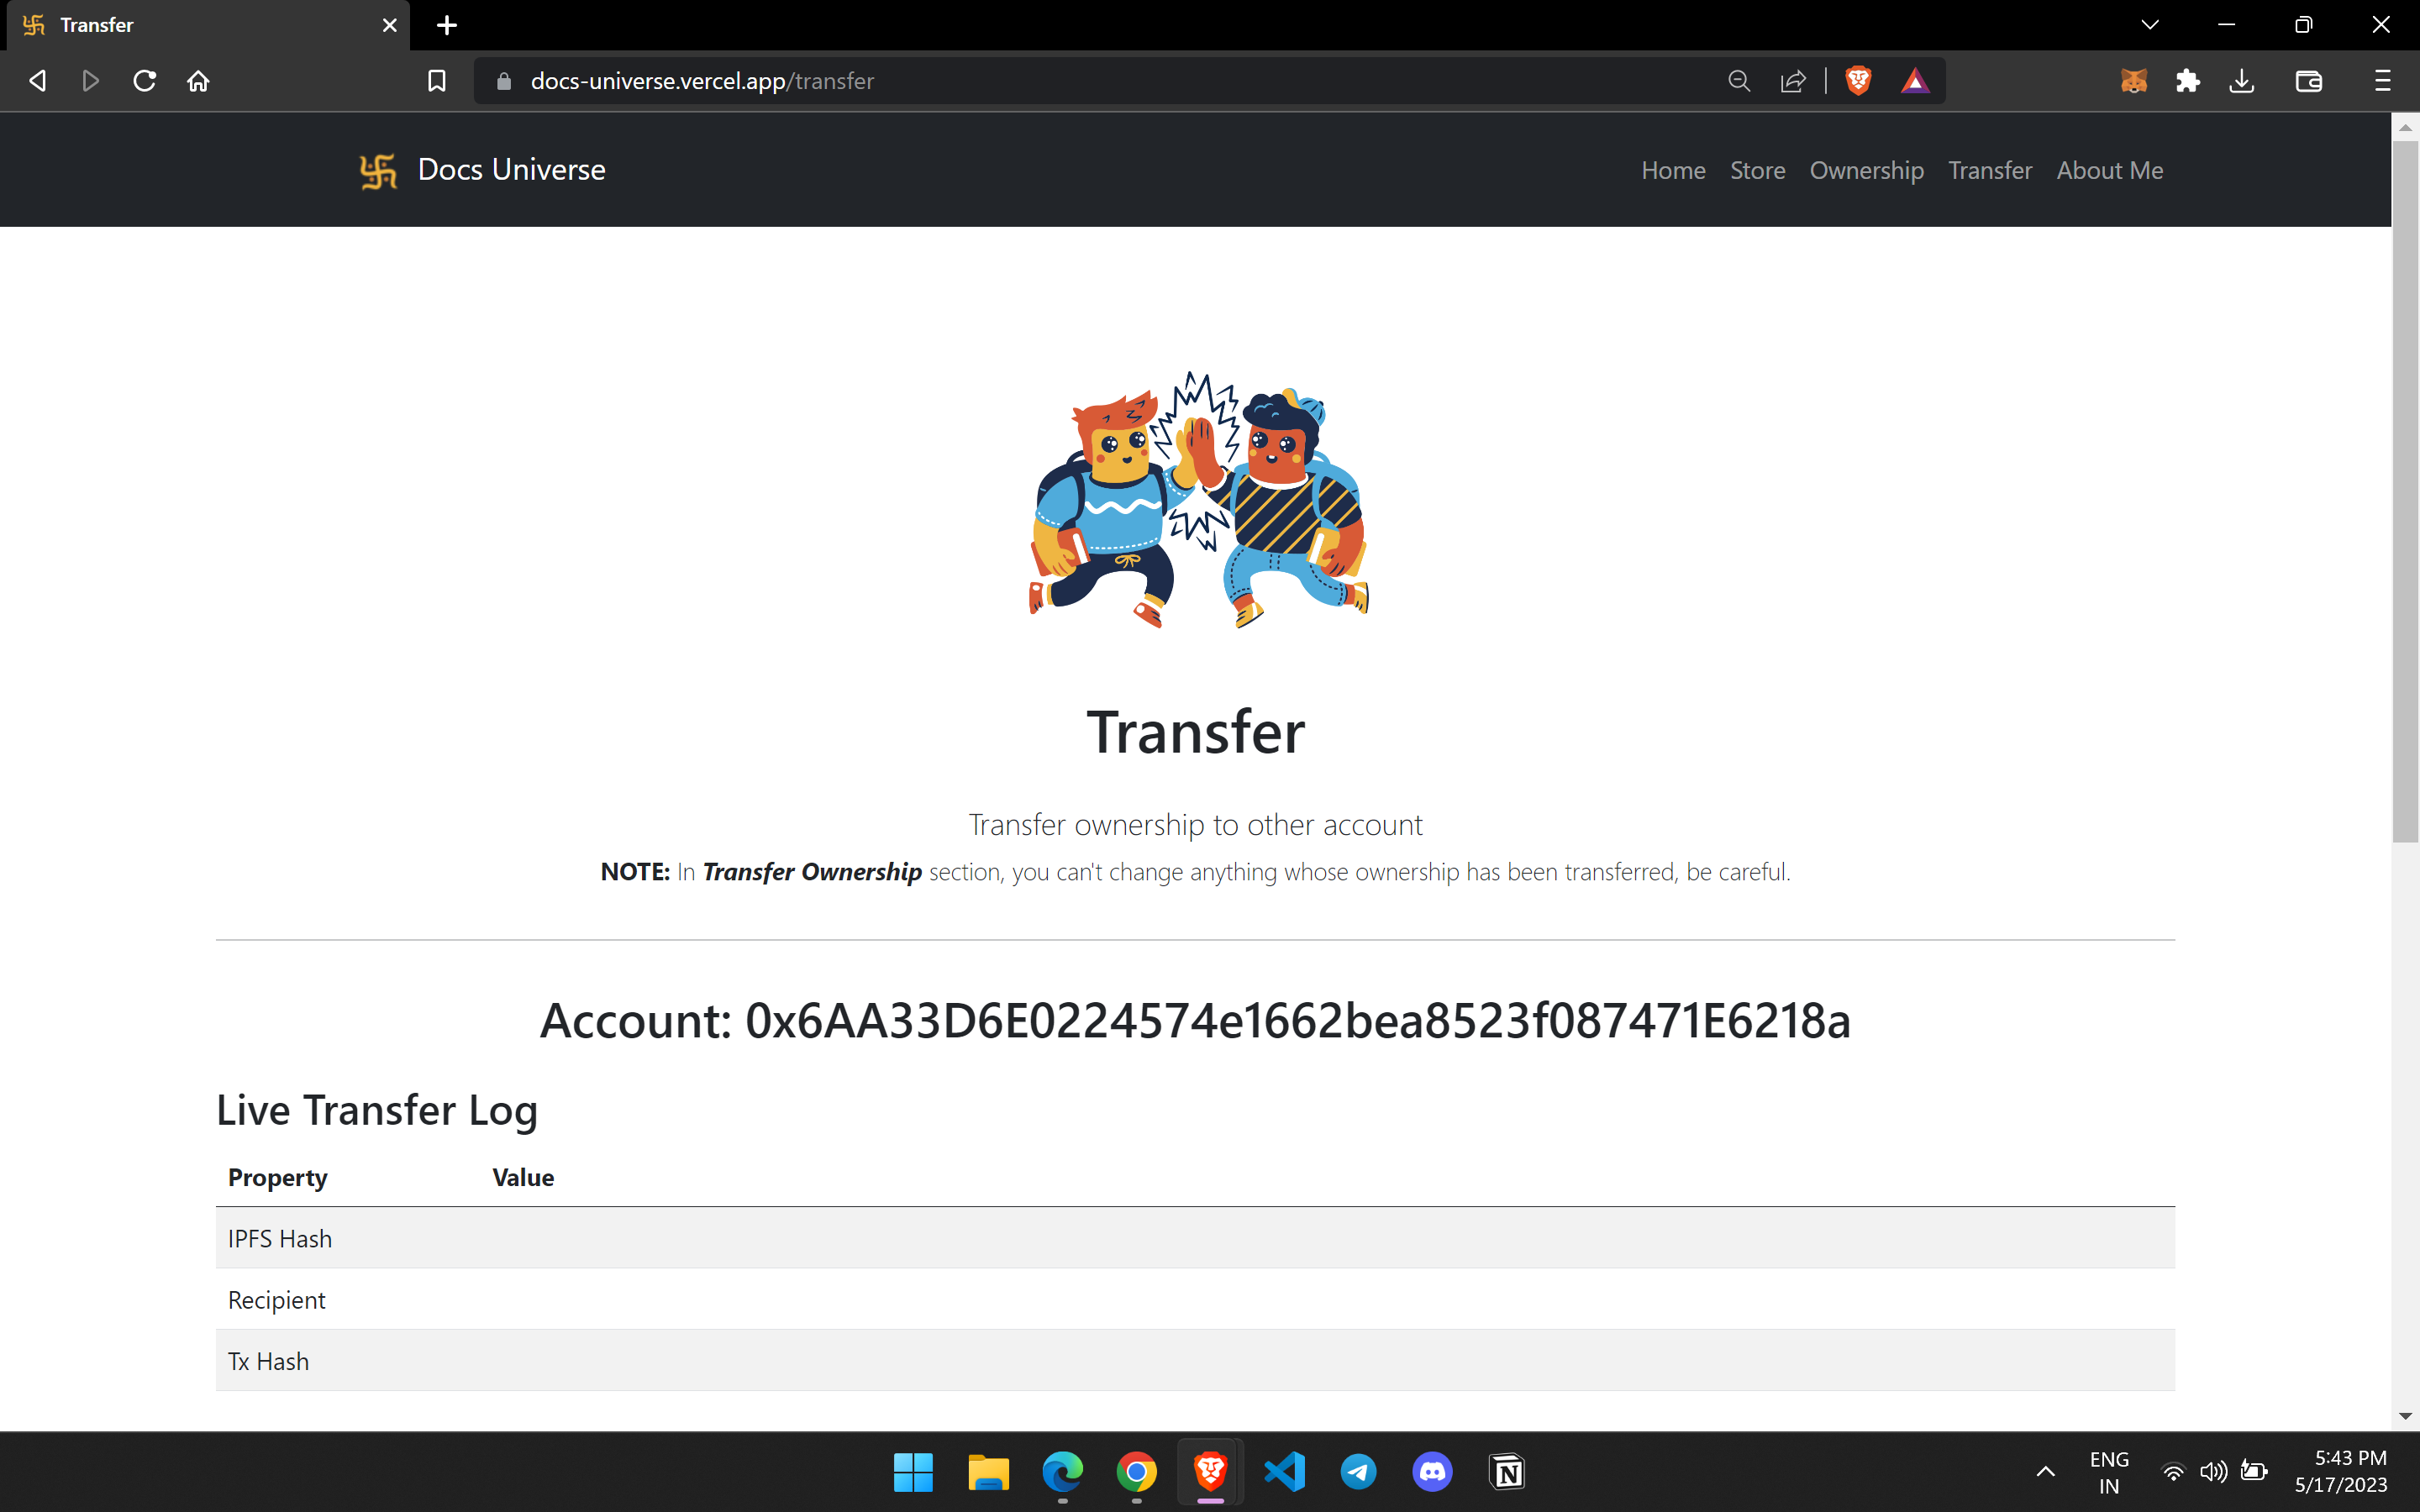 Transfer
docs-universe.vercel.app/transfer
Docs Universe
Home Store Ownership Transfer About Me
Transfer
Transfer ownership to other account
NOTE: In Transfer Ownership section, you can't change anything whose ownership has been transferred, be careful.
Account: 0x6AA33D6E0224574e1662bea8523f087471E6218a
Live Transfer Log
Property Value
IPFS Hash
Recipient
Tx Hash
ENG
IN
5:43 PM
5/17/2023